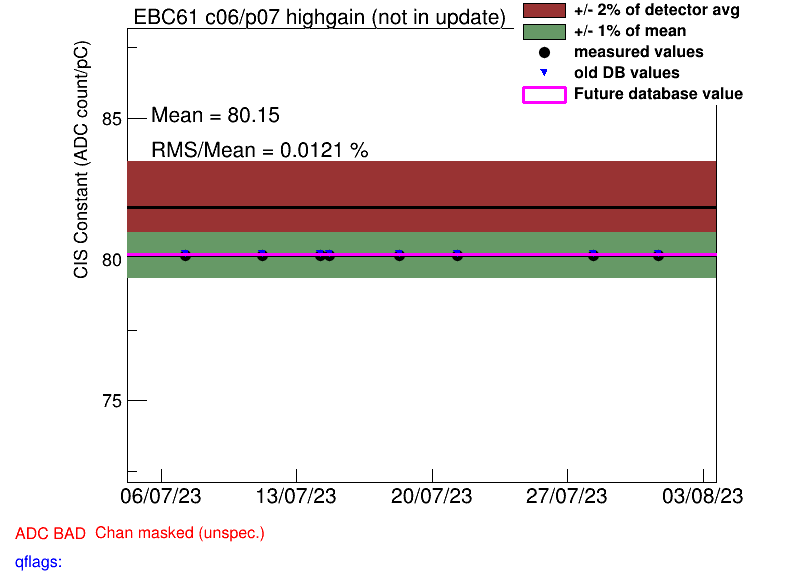 EBC61 c06/p07 highgain (not in update)
+/- 2% of detector avg
+/- 1% of mean
measured values
old DB values
Future database value
CIS Constant (ADC count/pC)
Mean = 80.15
RMS/Mean = 0.0121 %
85
80
75
06/07/23 13/07/23 20/07/23 27/07/23 03/08/23
ADC BAD Chan masked (unspec.)
qflags: